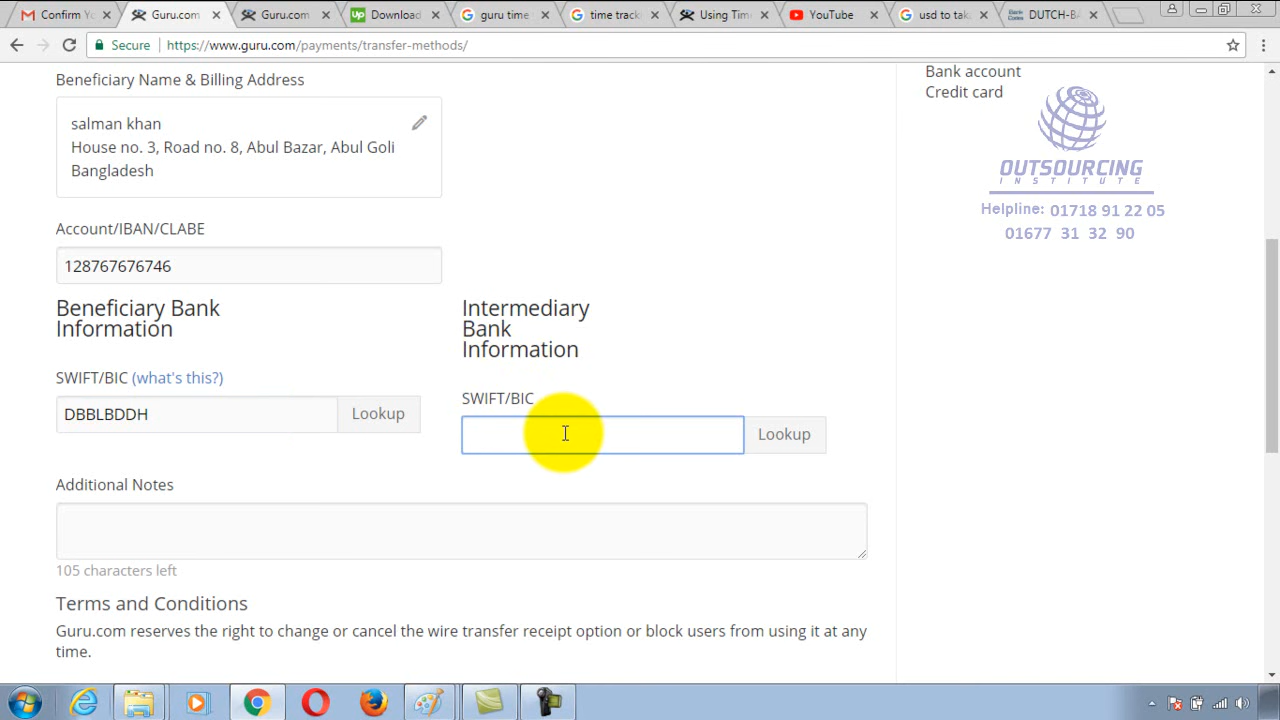 Confirm Y
Guru.com
Guru.com
Download
guru time
time track
Using Tim
YouTube
usd to tak
DUTCH-B
Secure
https://www.guru.com/payments/transfer-methods/
Beneficiary Name & Billing Address
salman khan
House no. 3, Road no. 8, Abul Bazar, Abul Goli
Bangladesh
Account/IBAN/CLABE
128767676746
Beneficiary Bank
Information
SWIFT/BIC (what's this?)
DBBLBDDH
Lookup
Intermediary
Bank
Information
SWIFT/BIC
Lookup
Additional Notes
105 characters left
Terms and Conditions
Guru.com reserves the right to change or cancel the wire transfer receipt option or block users from using it at any
time.
Bank account
Credit card
OUTSOURCING
INSTITUTE
Helpline: 01718 91 22 05
01677 31 32 90